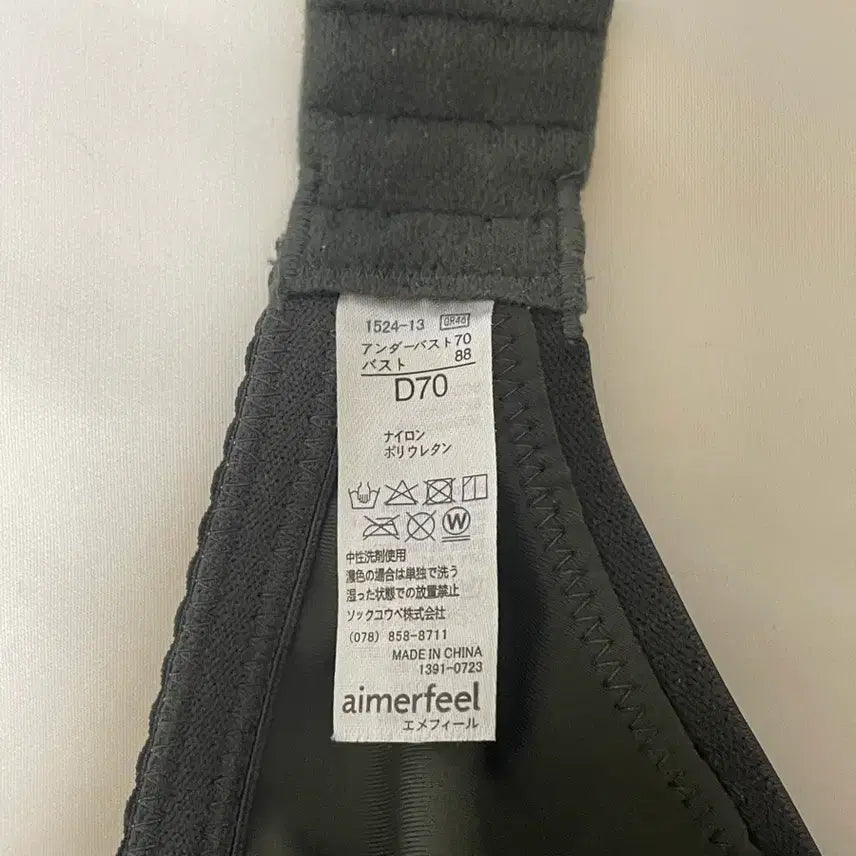 1524-13 GR46
アンダーバスト70
バスト 88
D70
ナイロン
ポリウレタン
W
中性洗剤使用
濃色の場合は単独で洗う
湿った状態での放置禁止
ソックコウベ株式会社
(078) 858-8711
MADE IN CHINA
1391-0723
aimerfeel
エメフィール